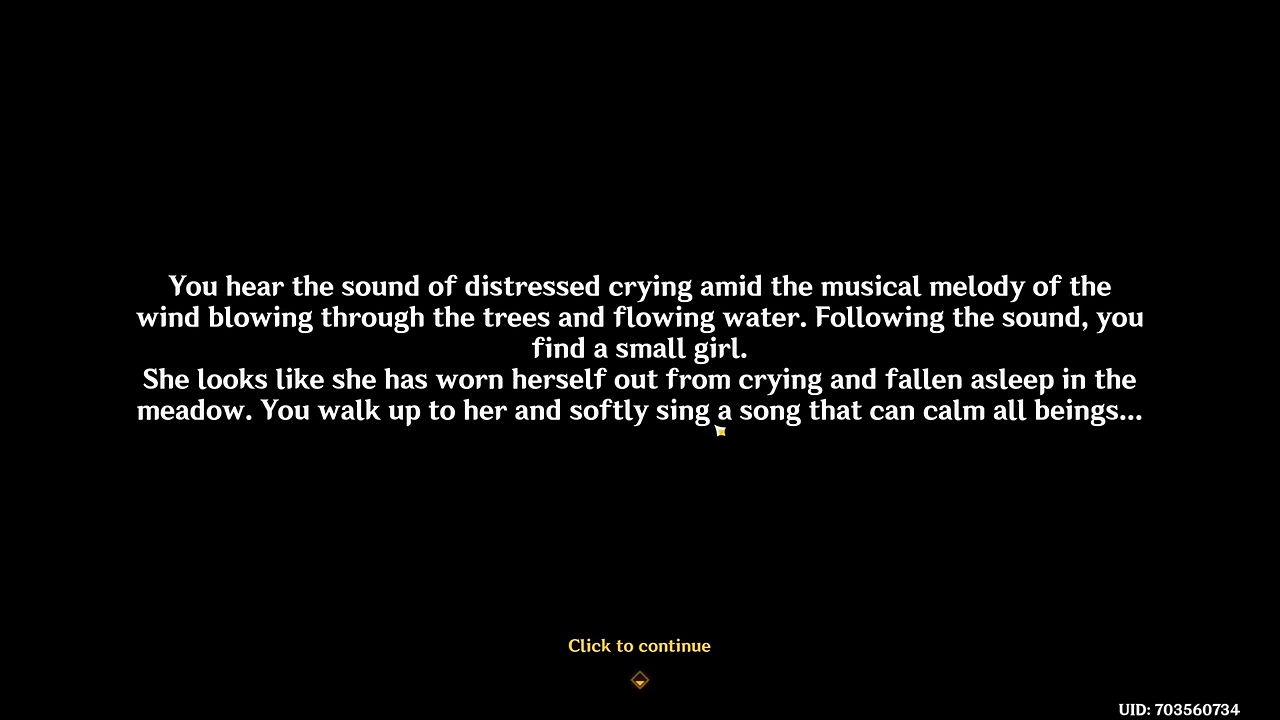 You hear the sound of distressed crying amid the musical melody of the
wind blowing through the trees and flowing water. Following the sound, you
find a small girl.
She looks like she has worn herself out from crying and fallen asleep in the
meadow. You walk up to her and softly sing a song that can calm all beings...
Click to continue
UID: 703560734